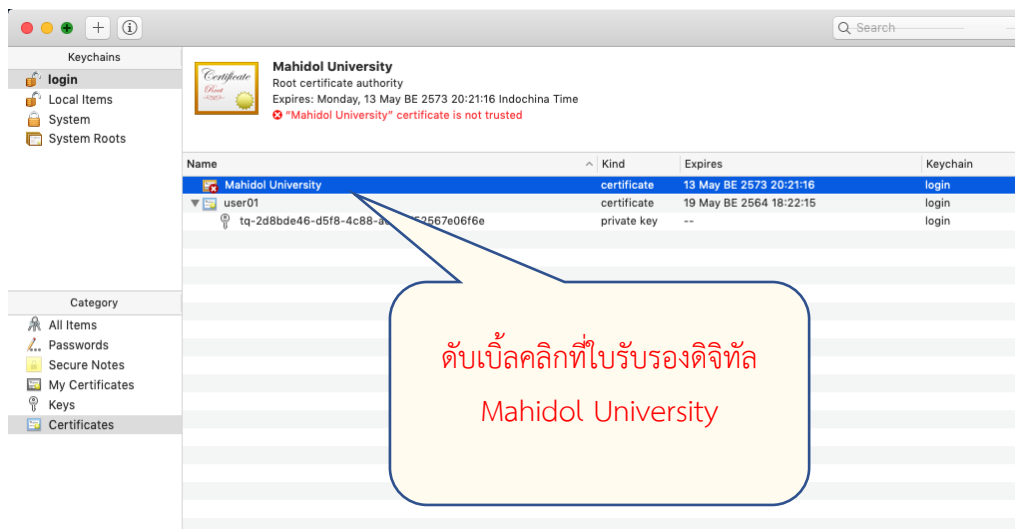 Search
Keychains
login
Local Items
System
System Roots
Certificate
Root
Mahidol University
Root certificate authority
Expires: Monday, 13 May BE 2573 20:21:16 Indochina Time
"Mahidol University" certificate is not trusted
Name Kind Expires Keychain
Mahidol University certificate 13 May BE 2573 20:21:16 login
user01 certificate 19 May BE 2564 18:22:15 login
tq-2d8bde46-d5f8-4c88-a 52567e06f6e private key -- login
Category
All Items
Passwords
Secure Notes
My Certificates
Keys
Certificates
ดับเบิ้ลคลิกที่ใบรับรองดิจิทัล
Mahidol University